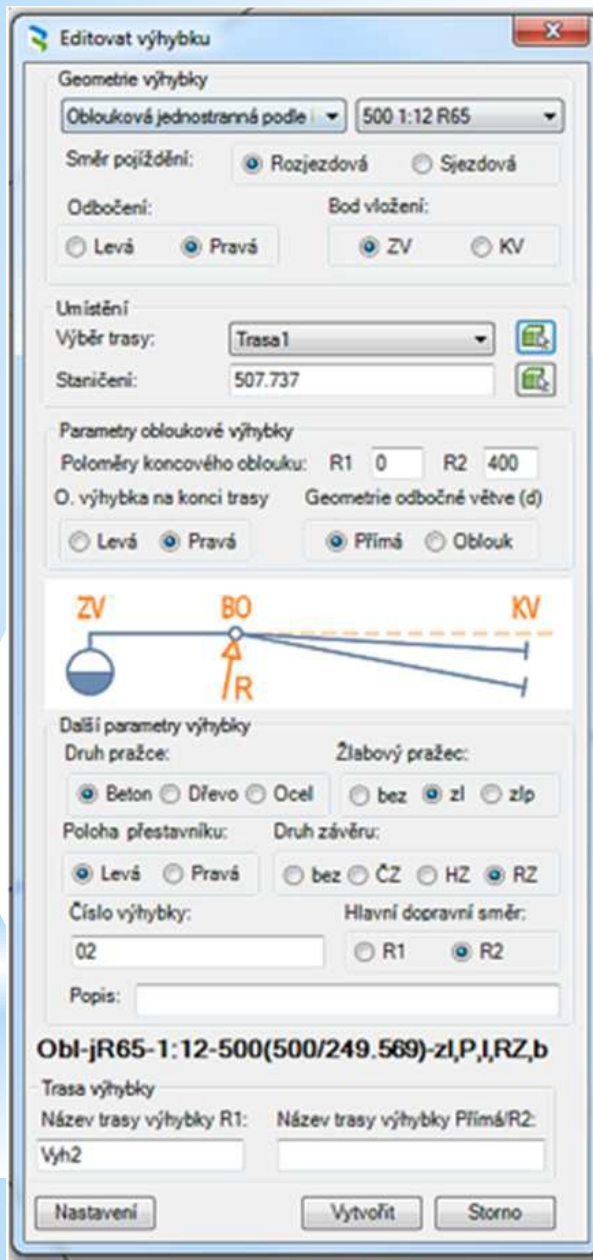 Editovat výhybku
Geometrie výhybky
Oblouková jednostranná podle 500 1:12 R65
Směr pojíždění: Rozjezdová Sjezdová
Odbočení: Bod vložení:
Levá Pravá ZV KV
Umístění
Výběr trasy: Trasa1
Staničení: 507.737
Parametry obloukové výhybky
Poloměry koncového oblouku: R1 0 R2 400
O. výhybka na konci trasy Geometrie odbočné větve (d)
Levá Pravá Přímá Oblouk
ZV BO KV
R
Další parametry výhybky
Druh pražce: Žlabový pražec:
Beton Dřevo Ocel bez zl zlp
Poloha přestavníku: Druh závěru:
Levá Pravá bez ČZ HZ RZ
Číslo výhybky: Hlavní dopravní směr:
02 R1 R2
Popis:
Obl-jR65-1:12-500(500/249.569)-zl,P,l,RZ,b
Trasa výhybky
Název trasy výhybky R1: Název trasy výhybky Přímá/R2:
Vyh2
Nastavení Vytvořit Storno